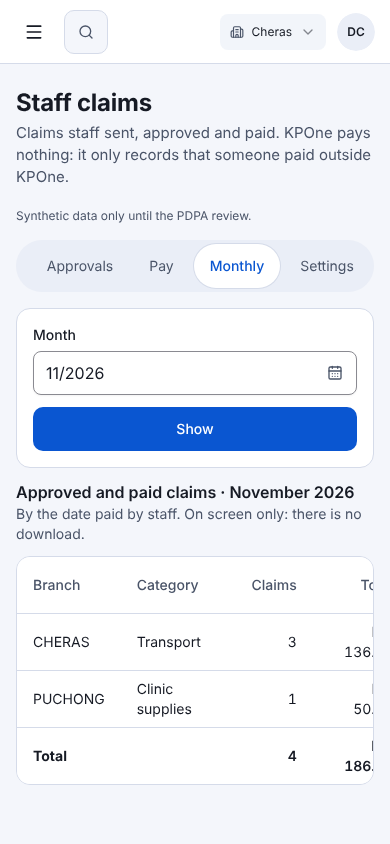 Cheras
DC
Staff claims
Claims staff sent, approved and paid. KPOne pays
nothing: it only records that someone paid outside
KPOne.
Synthetic data only until the PDPA review.
Approvals Pay Monthly Settings
Month
11/2026
Show
Approved and paid claims · November 2026
By the date paid by staff. On screen only: there is no
download.
Branch Category Claims
CHERAS Transport 3 136.
PUCHONG Clinic supplies 1 50.
Total 4 186.